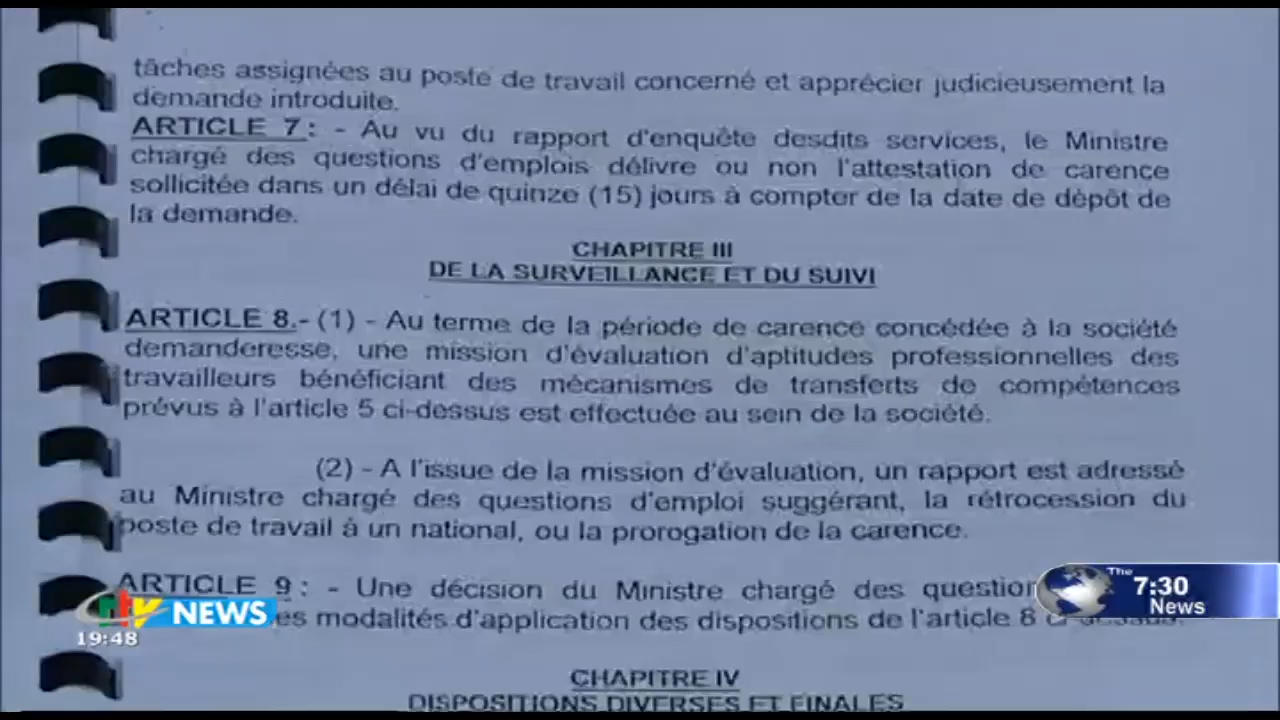 tâches assignées au poste de travail concerné et apprécier judicieusement la
demande introduite.
ARTICLE 7 : - Au vu du rapport d'enquête desdits services, le Ministre
chargé des questions d'emplois délivre ou non l'attestation de carence
sollicitée dans un délai de quinze (15) jours à compter de la date de dépôt de
la demande.
CHAPITRE III
DE LA SURVEILLANCE ET DU SUIVI
ARTICLE 8.- (1) - Au terme de la période de carence concédée à la société
demanderesse, une mission d'évaluation d'aptitudes professionnelles des
travailleurs bénéficiant des mécanismes de transferts de compétences
prévus à l'article 5 ci-dessus est effectuée au sein de la société.
(2) - A l'issue de la mission d'évaluation, un rapport est adressé
au Ministre chargé des questions d'emploi suggérant, la rétrocession du
poste de travail á un national, ou la prorogation de la carence.
ARTICLE 9 : - Une décision du Ministre chargé des question
es modalités d'application des dispositions de l'article 8
CHAPITRE IV
DISPOSITIONS DIVERSES ET FINALES
NEWS
19:48
The 7:30
News